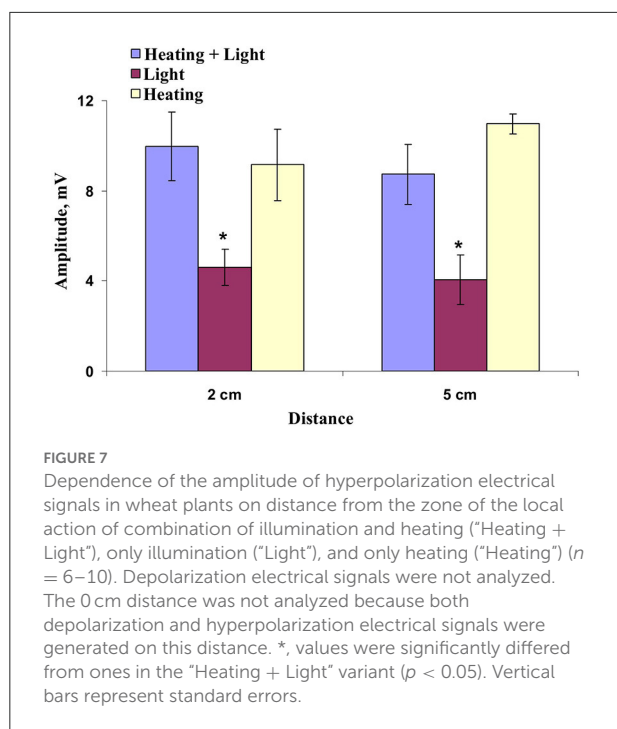 Heating + Light
Light
Heating
12
8
4
0
Amplitude, mV
*
*
2 cm
5 cm
Distance
FIGURE 7
Dependence of the amplitude of hyperpolarization electrical
signals in wheat plants on distance from the zone of the local
action of combination of illumination and heating (“Heating +
Light”), only illumination (“Light”), and only heating (“Heating”) (n
= 6–10). Depolarization electrical signals were not analyzed.
The 0 cm distance was not analyzed because both
depolarization and hyperpolarization electrical signals were
generated on this distance. *, values were significantly differed
from ones in the “Heating + Light” variant (p < 0.05). Vertical
bars represent standard errors.